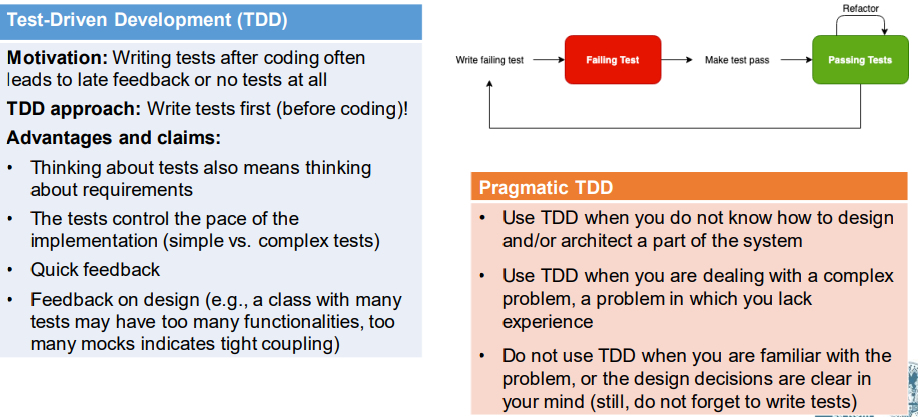 Test-Driven Development (TDD)
Motivation: Writing tests after coding often
leads to late feedback or no tests at all
TDD approach: Write tests first (before coding)!
Advantages and claims:
• Thinking about tests also means thinking
about requirements
• The tests control the pace of the
implementation (simple vs. complex tests)
• Quick feedback
• Feedback on design (e.g., a class with many
tests may have too many functionalities, too
many mocks indicates tight coupling)
Refactor
Write failing test
Failing Test
Make test pass
Passing Tests
Pragmatic TDD
• Use TDD when you do not know how to design
and/or architect a part of the system
• Use TDD when you are dealing with a complex
problem, a problem in which you lack
experience
• Do not use TDD when you are familiar with the
problem, or the design decisions are clear in
your mind (still, do not forget to write tests)